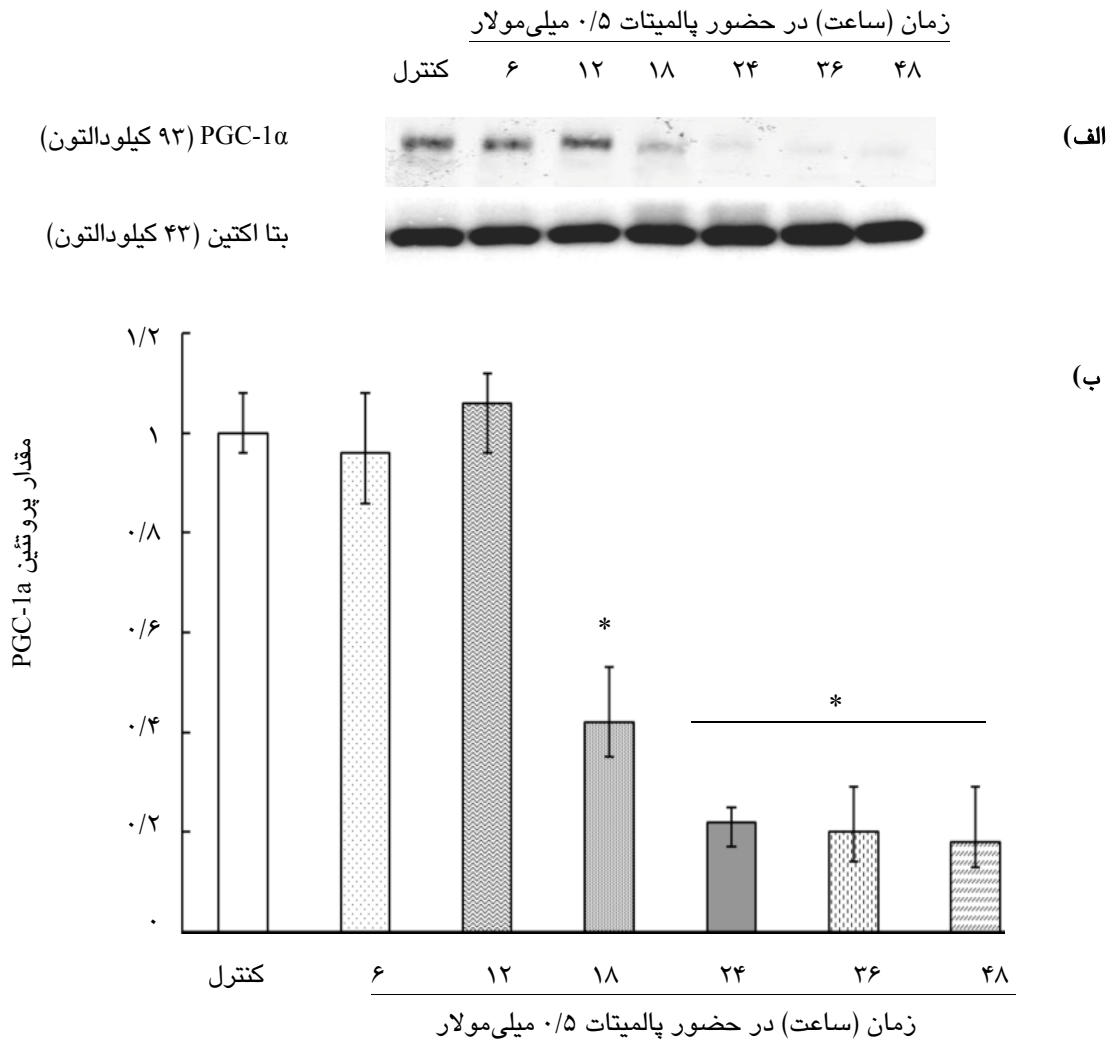 زمان (ساعت) در حضور پالمیتات ۰/۵ میلی‌مولار
کنترل ۶ ۱۲ ۱۸ ۲۴ ۳۶ ۴۸
الف)
PGC-1α (۹۳ کیلودالتون)
بتا اکتین (۴۳ کیلودالتون)
ب)
مقدار پروتئین PGC-1a
۱/۲
۱
۰/۸
۰/۶
۰/۴
۰/۲
۰
*
*
کنترل ۶ ۱۲ ۱۸ ۲۴ ۳۶ ۴۸
زمان (ساعت) در حضور پالمیتات ۰/۵ میلی‌مولار